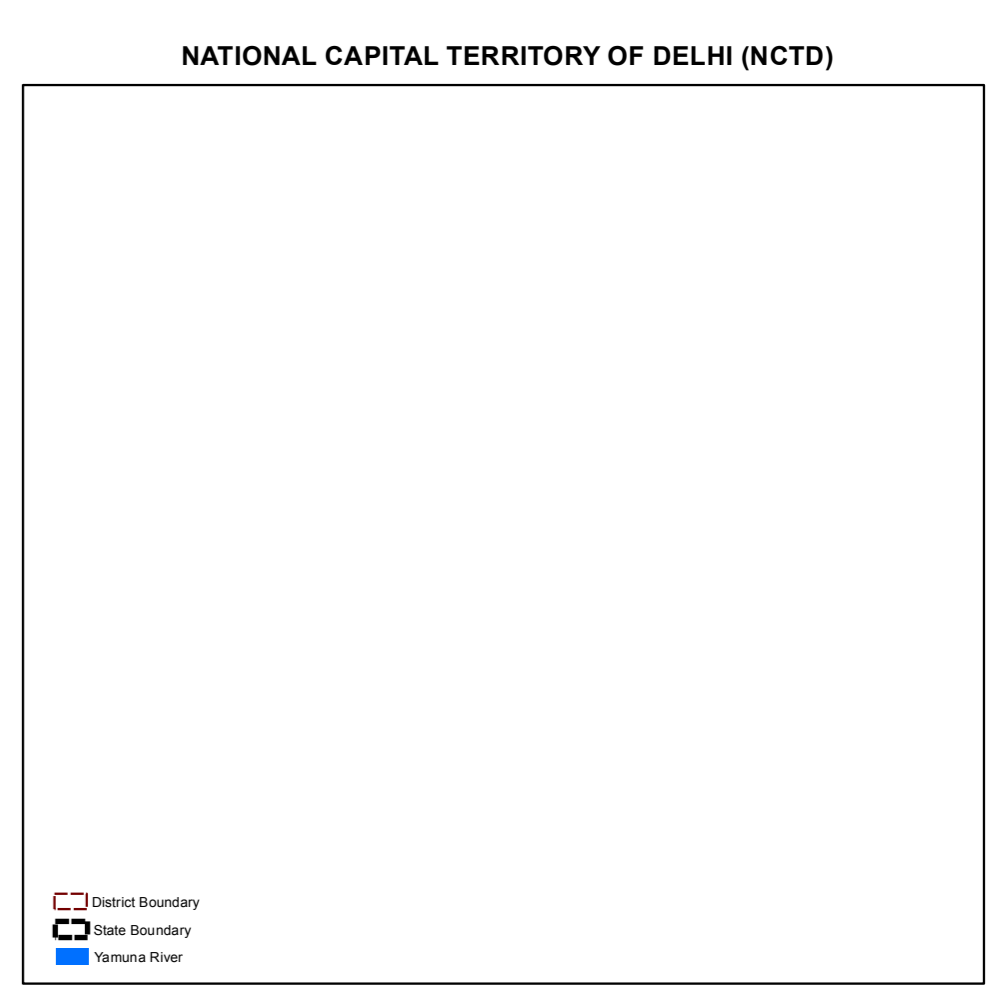 NATIONAL CAPITAL TERRITORY OF DELHI (NCTD)
District Boundary
State Boundary
Yamuna River